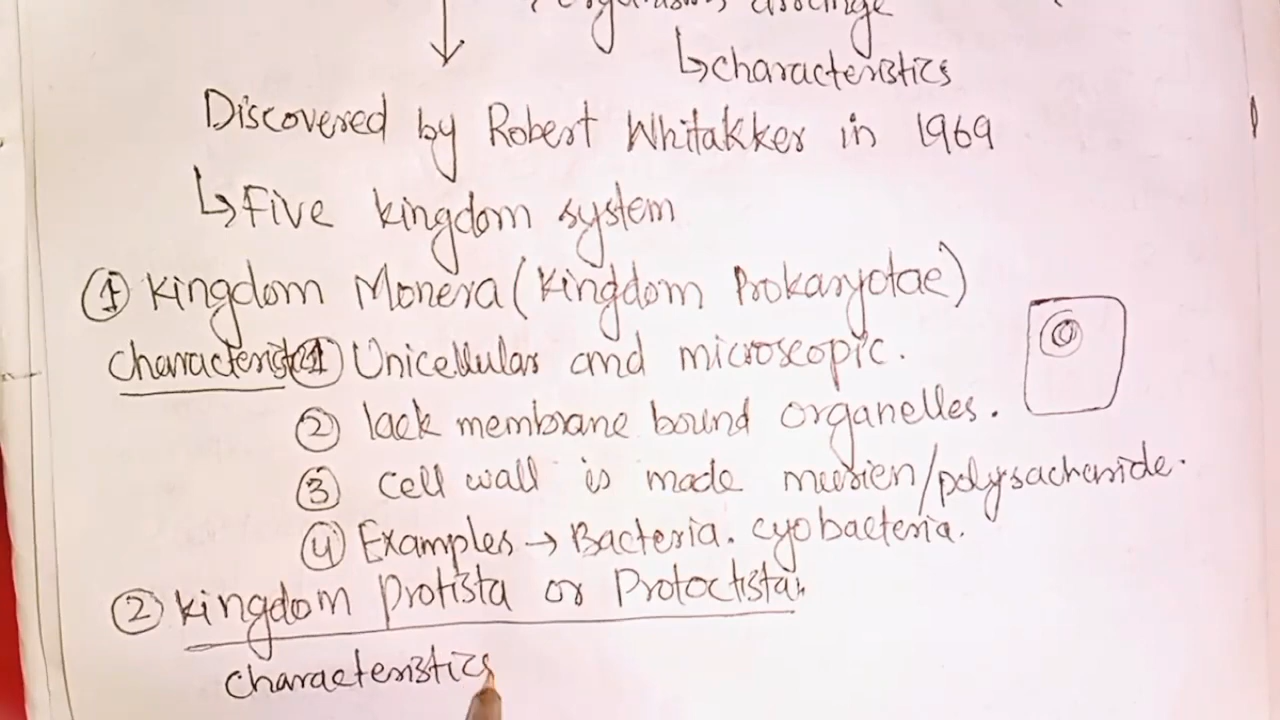 Organisms
↳characteristics
Discovered by Robert Whitakker in 1969
↳Five kingdom system
① Kingdom Monera (Kingdom Prokaryotae)
Characterist ① Unicellular and microscopic.
② lack membrane bound organelles.
③ Cell wall is made murien/polysacharide.
④ Examples → Bacteria. cyobacteria.
② Kingdom Protista or Protoctista.
Characteristics